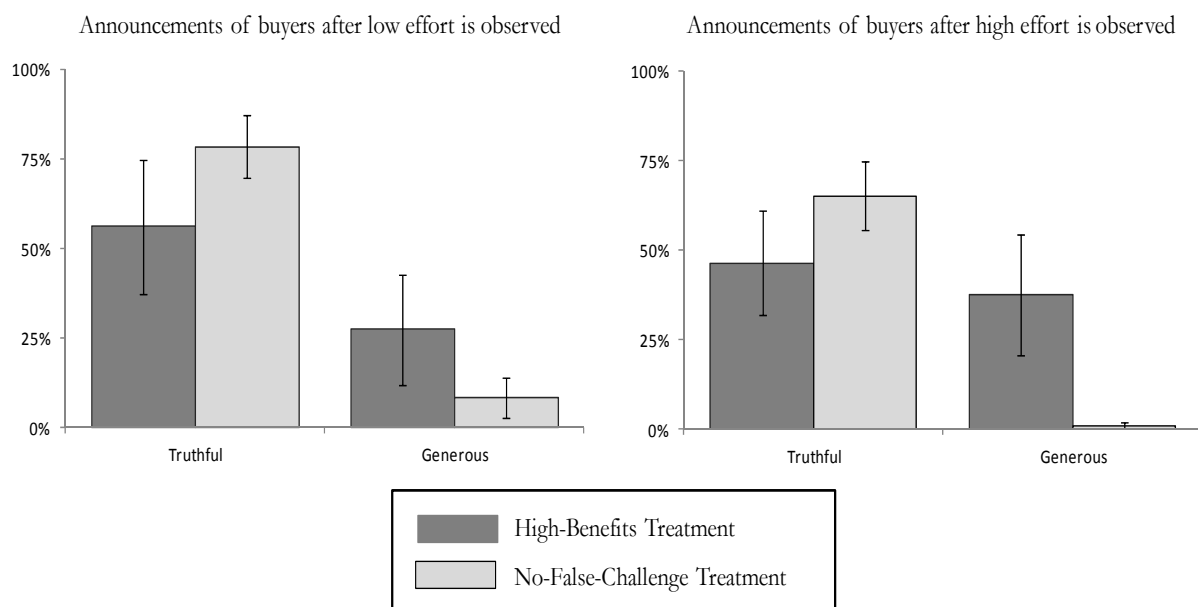 Announcements of buyers after low effort is observed
100%
75%
50%
25%
0%
Truthful
Generous
Announcements of buyers after high effort is observed
100%
75%
50%
25%
0%
Truthful
Generous
High-Benefits Treatment
No-False-Challenge Treatment